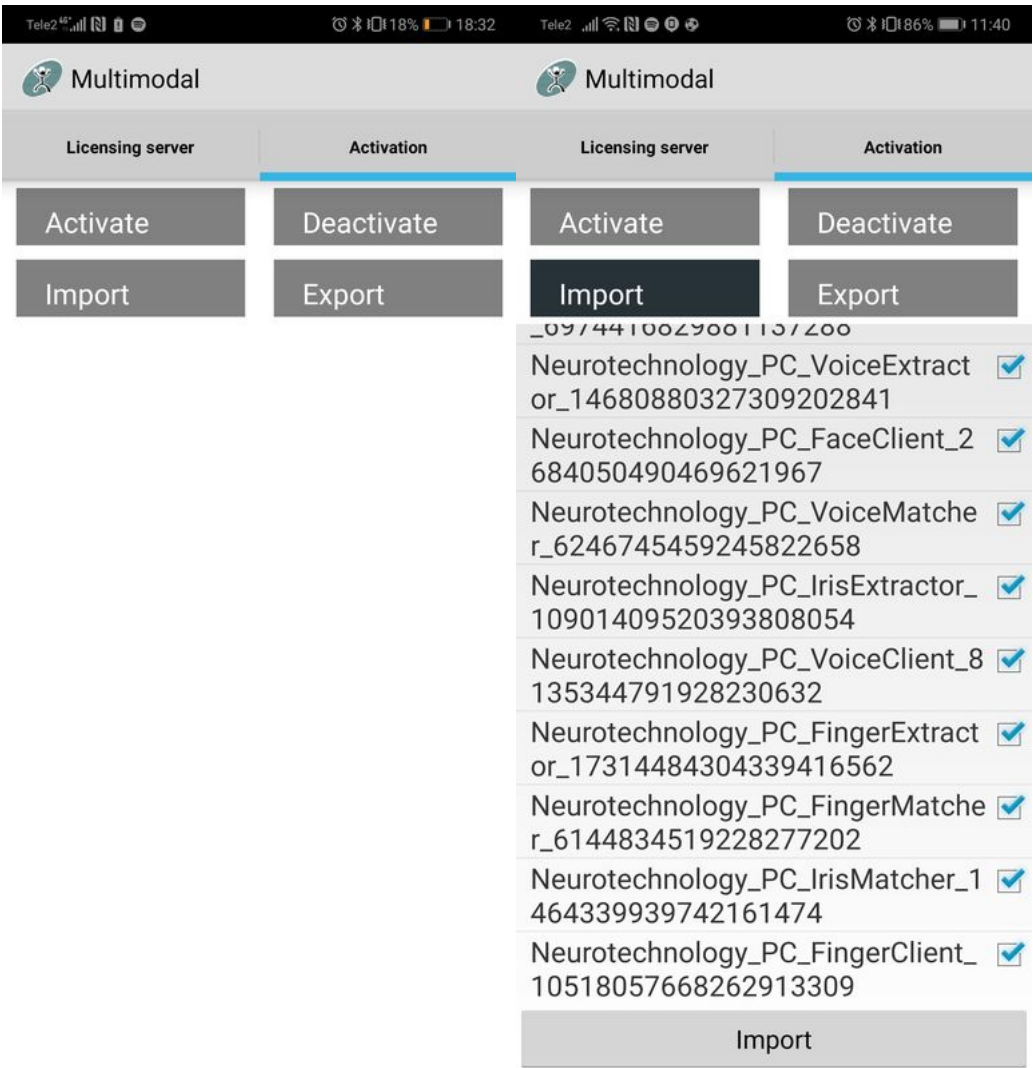 Tele2 18% 18:32
Multimodal
Licensing server Activation
Activate Deactivate
Import Export
Tele2 86% 11:40
Multimodal
Licensing server Activation
Activate Deactivate
Import Export
_6974416829881137288
Neurotechnology_PC_VoiceExtract
or_14680880327309202841
Neurotechnology_PC_FaceClient_2
684050490469621967
Neurotechnology_PC_VoiceMatche
r_6246745459245822658
Neurotechnology_PC_IrisExtractor_
10901409520393808054
Neurotechnology_PC_VoiceClient_8
135344791928230632
Neurotechnology_PC_FingerExtract
or_17314484304339416562
Neurotechnology_PC_FingerMatche
r_6144834519228277202
Neurotechnology_PC_IrisMatcher_1
464339939742161474
Neurotechnology_PC_FingerClient_
10518057668262913309
Import